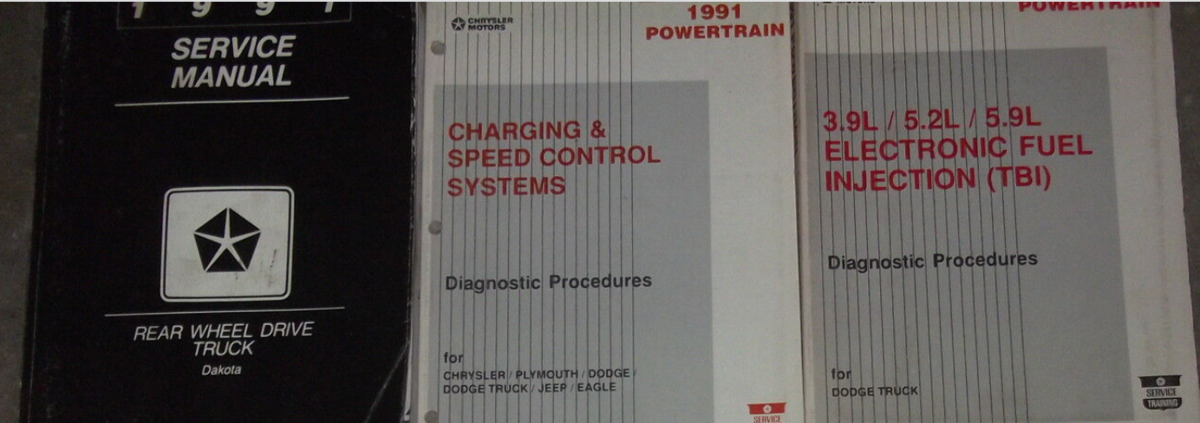 1991
SERVICE
MANUAL
REAR WHEEL DRIVE
TRUCK
Dakota
CHRYSLER
MOTORS
1991
POWERTRAIN
CHARGING &
SPEED CONTROL
SYSTEMS
Diagnostic Procedures
for
CHRYSLER / PLYMOUTH / DODGE /
DODGE TRUCK / JEEP / EAGLE
SERVICE
POWERTRAIN
3.9L / 5.2L / 5.9L
ELECTRONIC FUEL
INJECTION (TBI)
Diagnostic Procedures
for
DODGE TRUCK
SERVICE
TRAINING